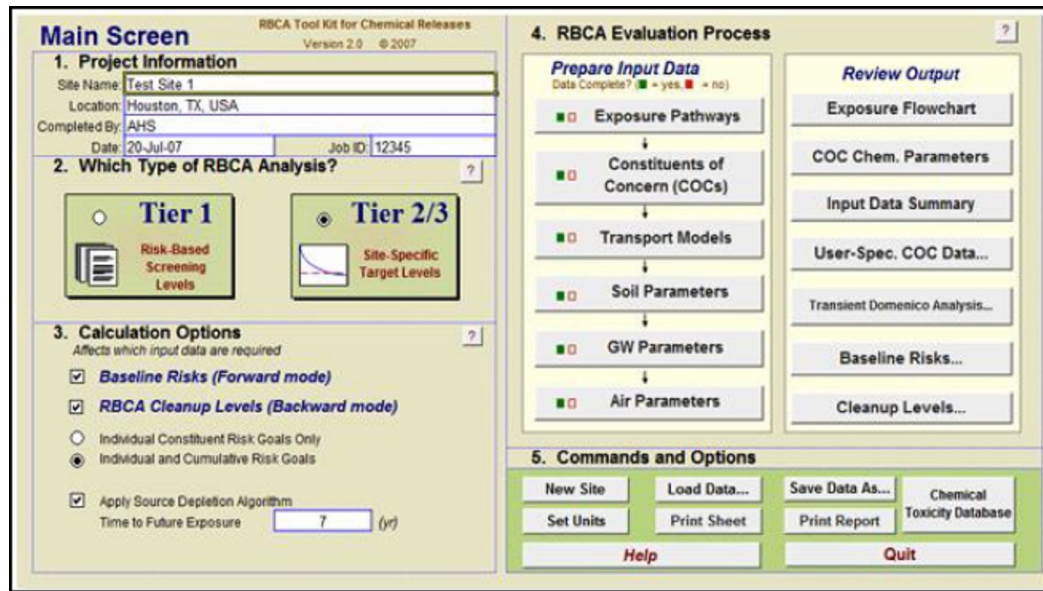 Main Screen
RBCA Tool Kit for Chemical Releases
Version 2.0 © 2007
1. Project Information
Site Name: Test Site 1
Location: Houston, TX, USA
Completed By: AHS
Date: 20-Jul-07 Job ID: 12345
2. Which Type of RBCA Analysis?
?
Tier 1
Risk-Based
Screening
Levels
Tier 2/3
Site-Specific
Target Levels
3. Calculation Options
?
Affects which input data are required
Baseline Risks (Forward mode)
RBCA Cleanup Levels (Backward mode)
Individual Constituent Risk Goals Only
Individual and Cumulative Risk Goals
Apply Source Depletion Algorithm
Time to Future Exposure 7 (yr)
4. RBCA Evaluation Process
?
Prepare Input Data
Data Complete? ( = yes, = no)
Exposure Pathways
Constituents of
Concern (COCs)
Transport Models
Soil Parameters
GW Parameters
Air Parameters
Review Output
Exposure Flowchart
COC Chem. Parameters
Input Data Summary
User-Spec. COC Data...
Transient Domenico Analysis...
Baseline Risks...
Cleanup Levels...
5. Commands and Options
New Site Load Data... Save Data As...
Chemical
Toxicity Database
Set Units Print Sheet Print Report
Help Quit